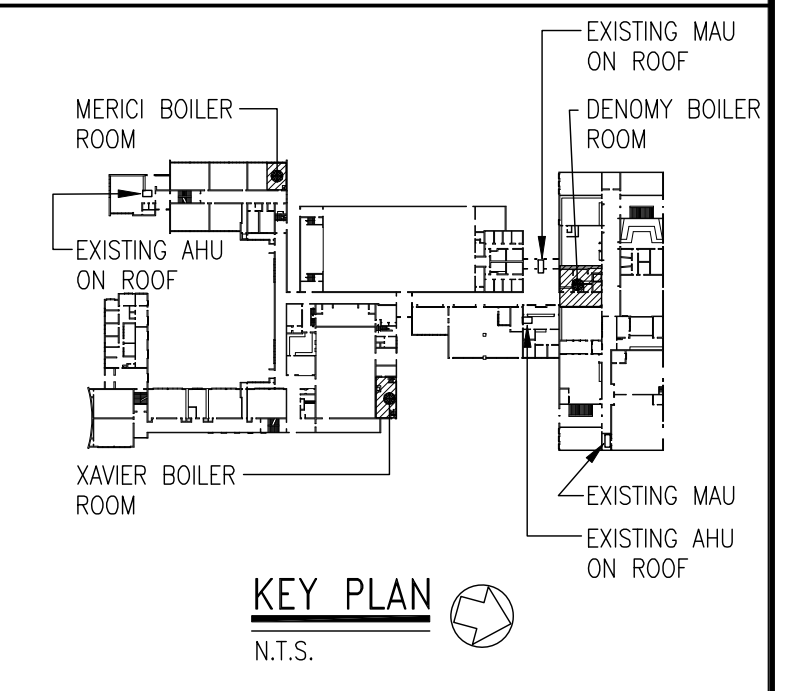 EXISTING MAU
ON ROOF
MERICI BOILER
ROOM
DENOMY BOILER
ROOM
EXISTING AHU
ON ROOF
XAVIER BOILER
ROOM
EXISTING MAU
EXISTING AHU
ON ROOF
KEY PLAN
N.T.S.